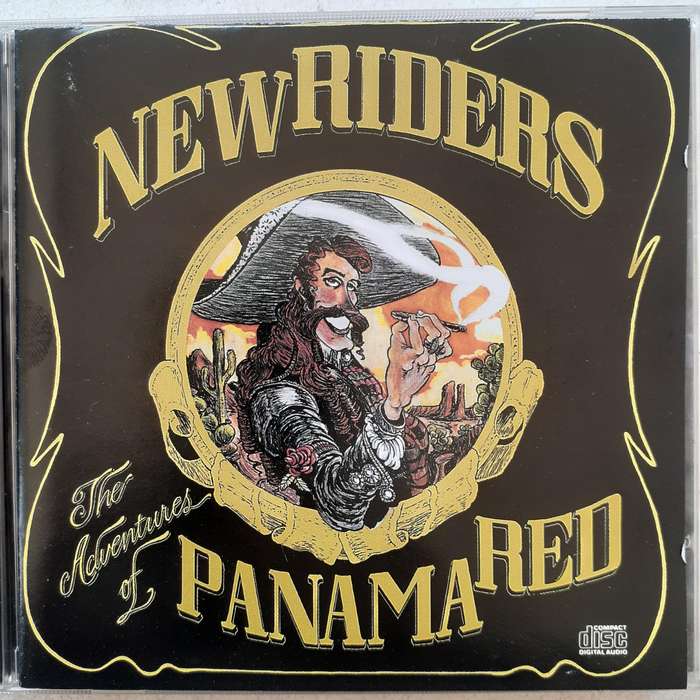 NEW RIDERS
The
Adventures
of
PANAMA RED
COMPACT
disc
DIGITAL AUDIO